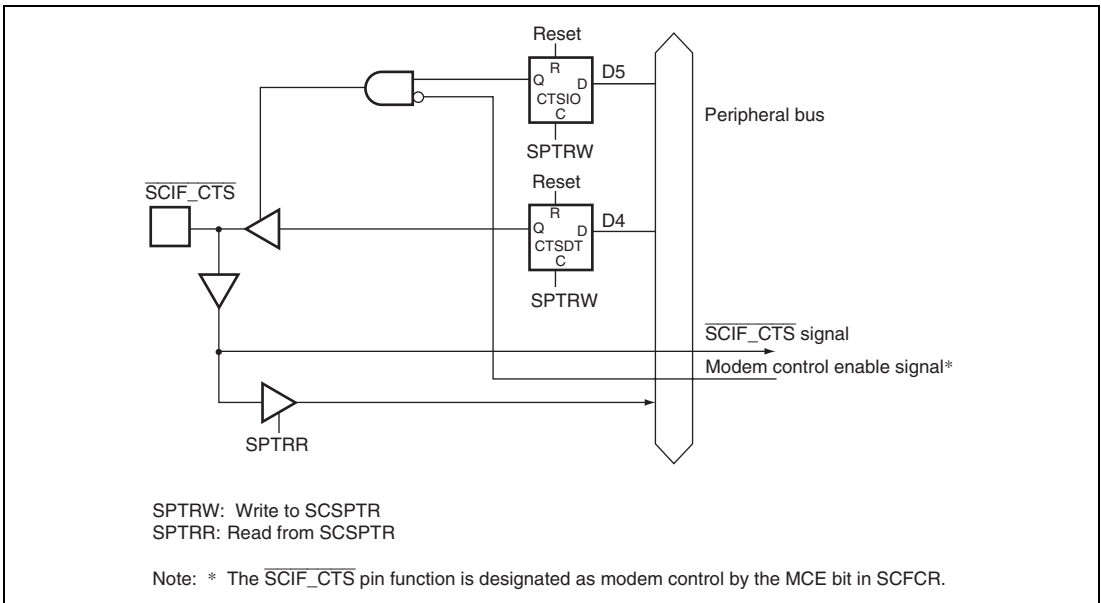 Reset
R
Q
D
D5
CTSIO
C
Peripheral bus
SPTRW
Reset
SCIF_CTS
R
Q
D
D4
CTSDT
C
SPTRW
SCIF_CTS signal
Modem control enable signal*
SPTRR
SPTRW: Write to SCSPTR
SPTRR: Read from SCSPTR
Note: * The SCIF_CTS pin function is designated as modem control by the MCE bit in SCFCR.